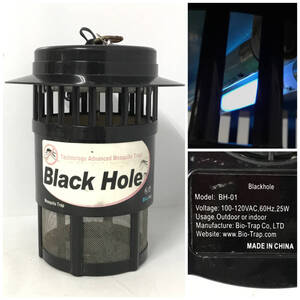 Technology Advanced Mosquito Trap
Black Hole
Mosquito Trap
Blackhole
Model: BH-01
Voltage: 100-120VAC,60Hz,25W
Usage.Outdoor or indoor
Manufacture: Bio-Trap Co, LTD
Website: www.Bio-Trap.com
MADE IN CHINA